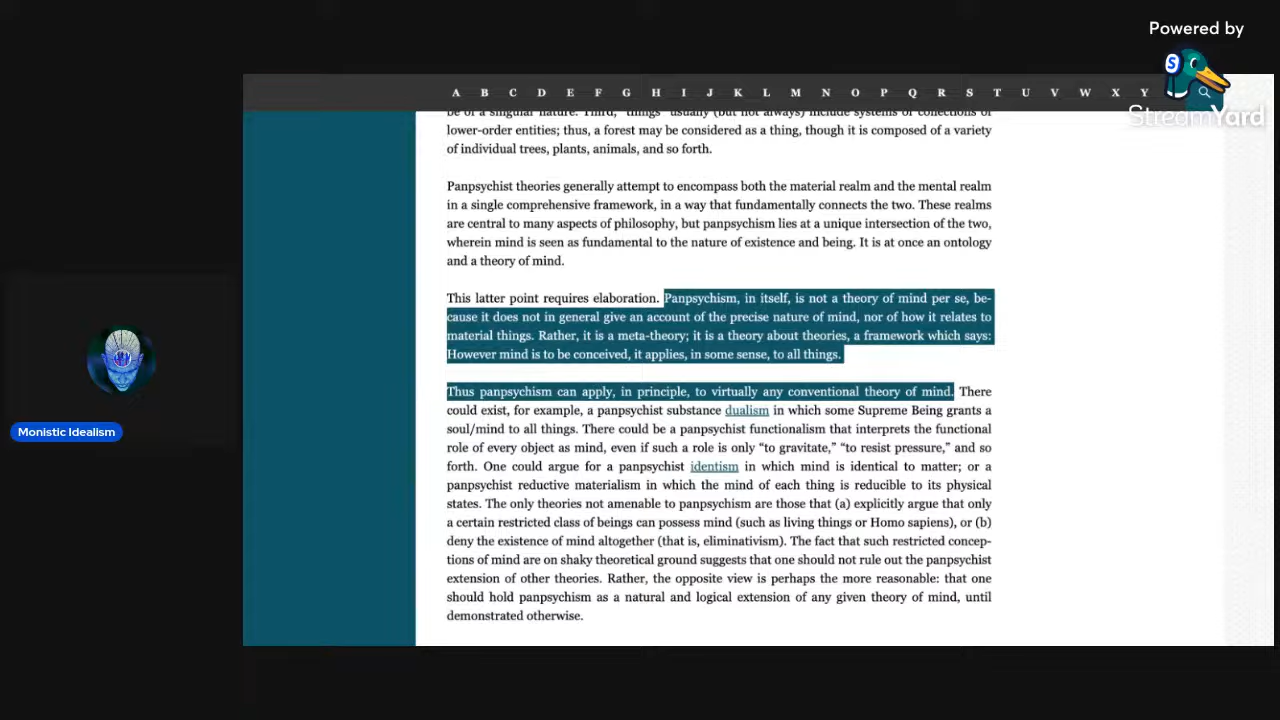 Powered by
A B C D E F G H I J K L M N O P Q R S T U V W X Y
S
StreamYard
be of a singular nature. Third, "things" usually (but not always) include systems or collections of
lower-order entities; thus, a forest may be considered as a thing, though it is composed of a variety
of individual trees, plants, animals, and so forth.
Panpsychist theories generally attempt to encompass both the material realm and the mental realm
in a single comprehensive framework, in a way that fundamentally connects the two. These realms
are central to many aspects of philosophy, but panpsychism lies at a unique intersection of the two,
wherein mind is seen as fundamental to the nature of existence and being. It is at once an ontology
and a theory of mind.
This latter point requires elaboration. Panpsychism, in itself, is not a theory of mind per se, be-
cause it does not in general give an account of the precise nature of mind, nor of how it relates to
material things. Rather, it is a meta-theory; it is a theory about theories, a framework which says:
However mind is to be conceived, it applies, in some sense, to all things.
Thus panpsychism can apply, in principle, to virtually any conventional theory of mind. There
could exist, for example, a panpsychist substance dualism in which some Supreme Being grants a
soul/mind to all things. There could be a panpsychist functionalism that interprets the functional
role of every object as mind, even if such a role is only “to gravitate,” “to resist pressure,” and so
forth. One could argue for a panpsychist identism in which mind is identical to matter; or a
panpsychist reductive materialism in which the mind of each thing is reducible to its physical
states. The only theories not amenable to panpsychism are those that (a) explicitly argue that only
a certain restricted class of beings can possess mind (such as living things or Homo sapiens), or (b)
deny the existence of mind altogether (that is, eliminativism). The fact that such restricted concep-
tions of mind are on shaky theoretical ground suggests that one should not rule out the panpsychist
extension of other theories. Rather, the opposite view is perhaps the more reasonable: that one
should hold panpsychism as a natural and logical extension of any given theory of mind, until
demonstrated otherwise.
Monistic Idealism